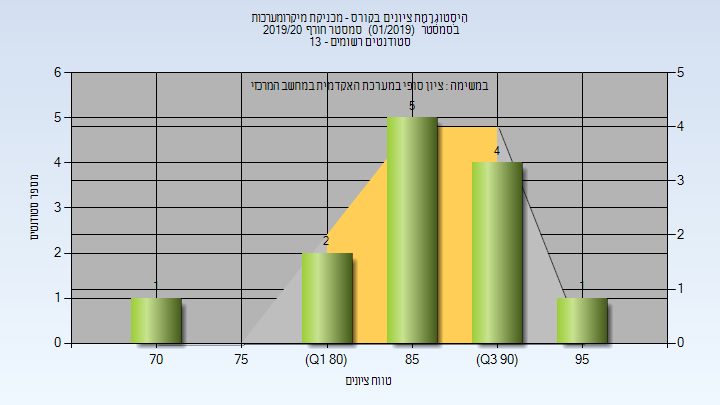 הִיסְטוֹגְרָמַת ציונים בקורס - מכניקת מיקרומערכות
בסמסטר (01/2019) סמסטר חורף 2019/20
סטודנטים רשומים - 13
במשימה : ציון סופי במערכת האקדמית במחשב המרכזי
מספר סטודנטים
6
5
4
3
2
1
0
5
4
3
2
1
0
1
2
5
4
1
70
75
(Q1 80)
85
(Q3 90)
95
טווח ציונים